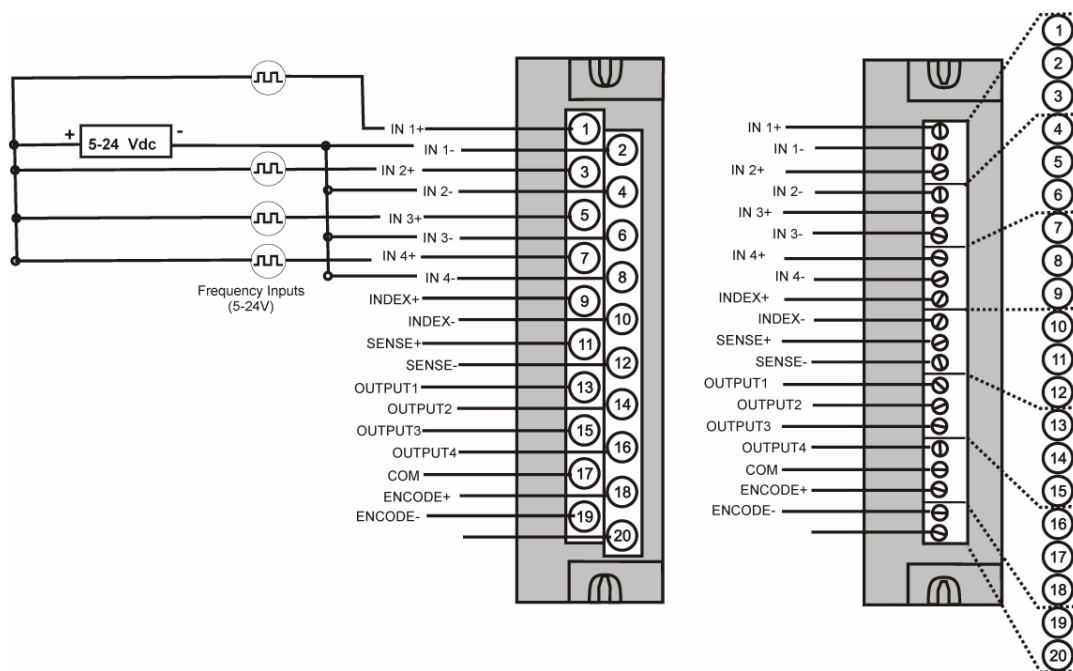 + 5-24 Vdc -
Frequency Inputs
(5-24V)
IN 1+
IN 1-
IN 2+
IN 2-
IN 3+
IN 3-
IN 4+
IN 4-
INDEX+
INDEX-
SENSE+
SENSE-
OUTPUT1
OUTPUT2
OUTPUT3
OUTPUT4
COM
ENCODE+
ENCODE-
1
2
3
4
5
6
7
8
9
10
11
12
13
14
15
16
17
18
19
20
IN 1+
IN 1-
IN 2+
IN 2-
IN 3+
IN 3-
IN 4+
IN 4-
INDEX+
INDEX-
SENSE+
SENSE-
OUTPUT1
OUTPUT2
OUTPUT3
OUTPUT4
COM
ENCODE+
ENCODE-
1
2
3
4
5
6
7
8
9
10
11
12
13
14
15
16
17
18
19
20